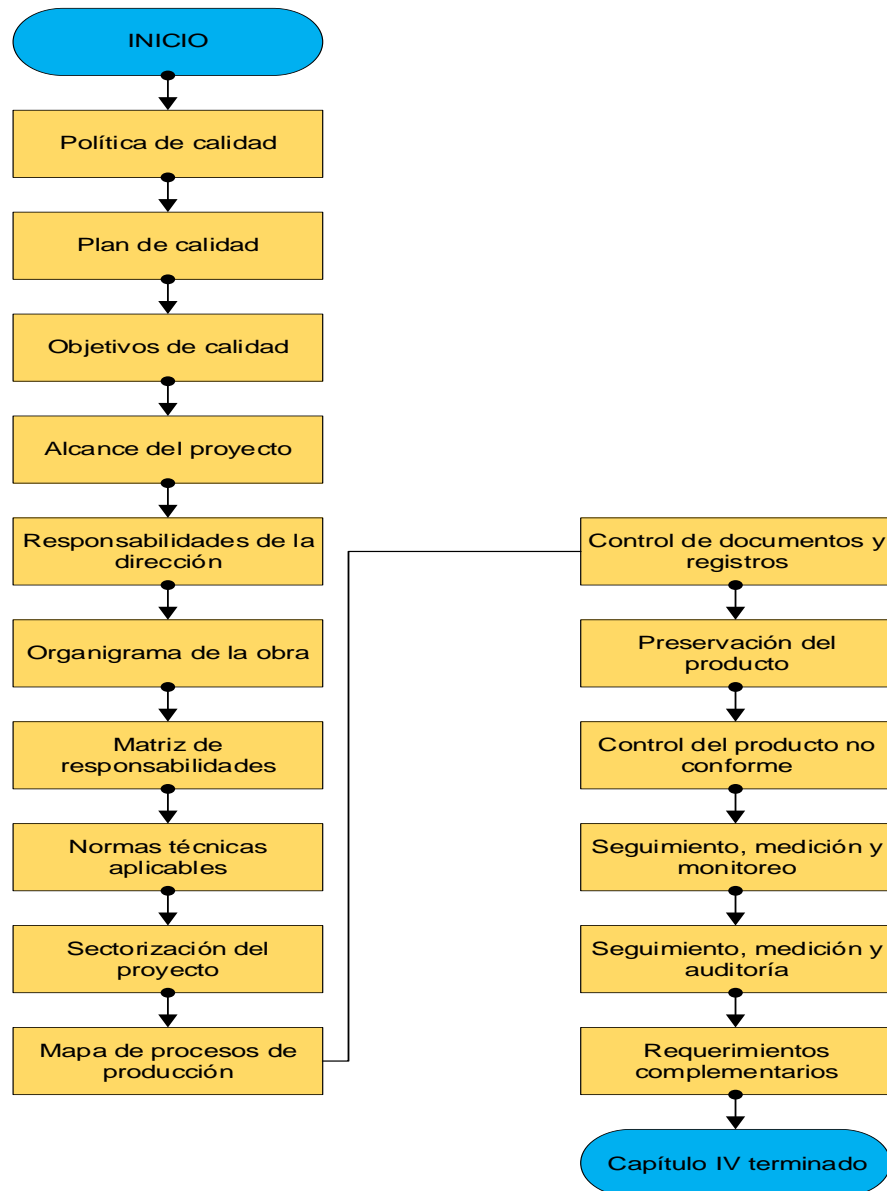 INICIO
Política de calidad
Plan de calidad
Objetivos de calidad
Alcance del proyecto
Responsabilidades de la
dirección
Organigrama de la obra
Matriz de
responsabilidades
Normas técnicas
aplicables
Sectorización del
proyecto
Mapa de procesos de
producción
Control de documentos y
registros
Preservación del
producto
Control del producto no
conforme
Seguimiento, medición y
monitoreo
Seguimiento, medición y
auditoría
Requerimientos
complementarios
Capítulo IV terminado